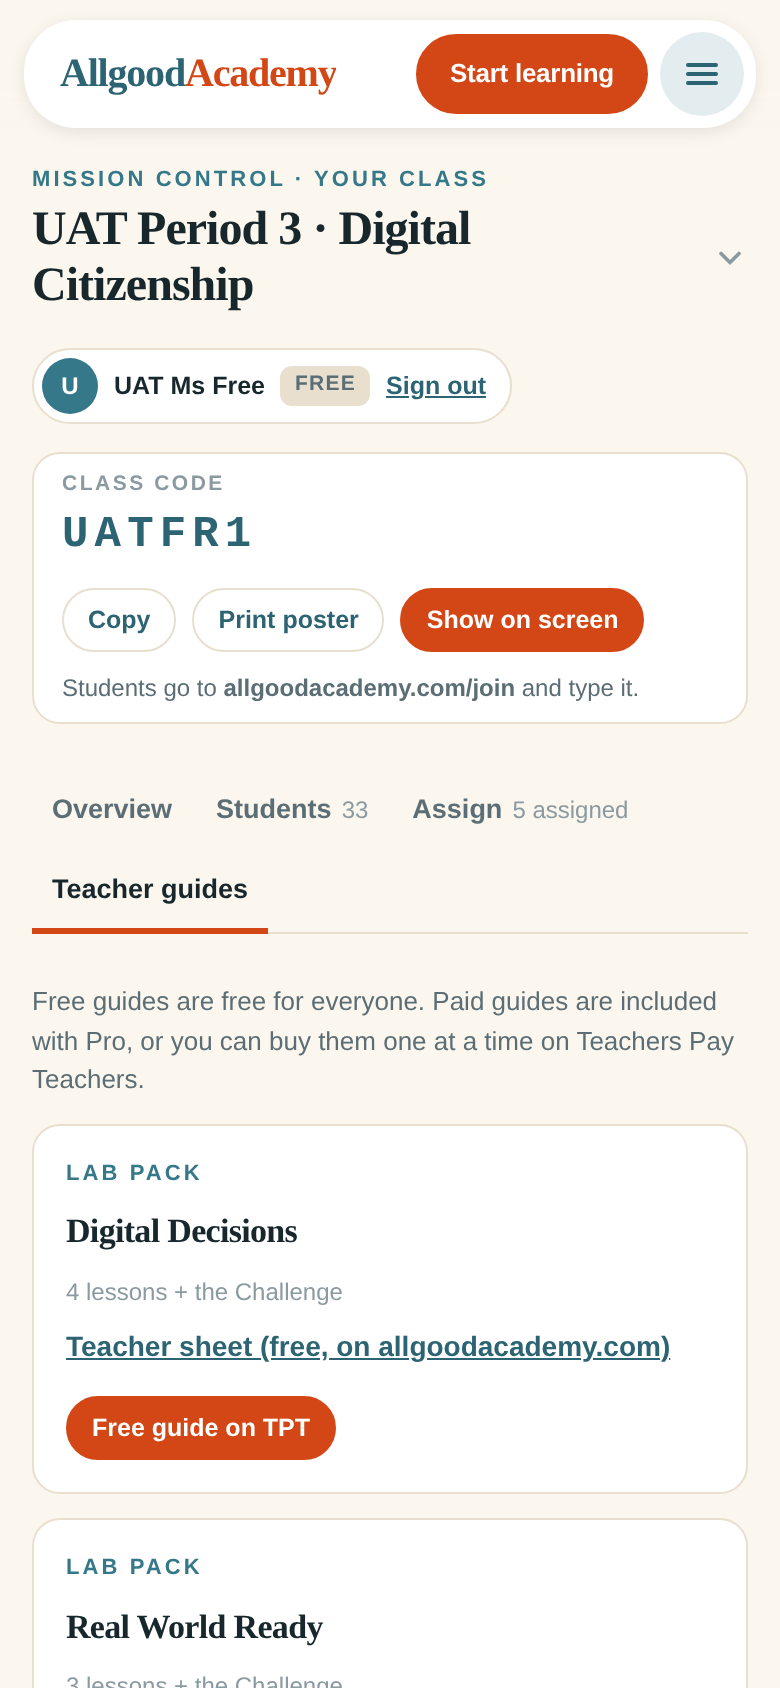 AllgoodAcademy
Start learning
MISSION CONTROL · YOUR CLASS
UAT Period 3 · Digital
Citizenship
U UAT Ms Free FREE Sign out
CLASS CODE
UATFR1
Copy Print poster Show on screen
Students go to allgoodacademy.com/join and type it.
Overview Students 33 Assign 5 assigned
Teacher guides
Free guides are free for everyone. Paid guides are included
with Pro, or you can buy them one at a time on Teachers Pay
Teachers.
LAB PACK
Digital Decisions
4 lessons + the Challenge
Teacher sheet (free, on allgoodacademy.com)
Free guide on TPT
LAB PACK
Real World Ready
3 lessons + the Challenge